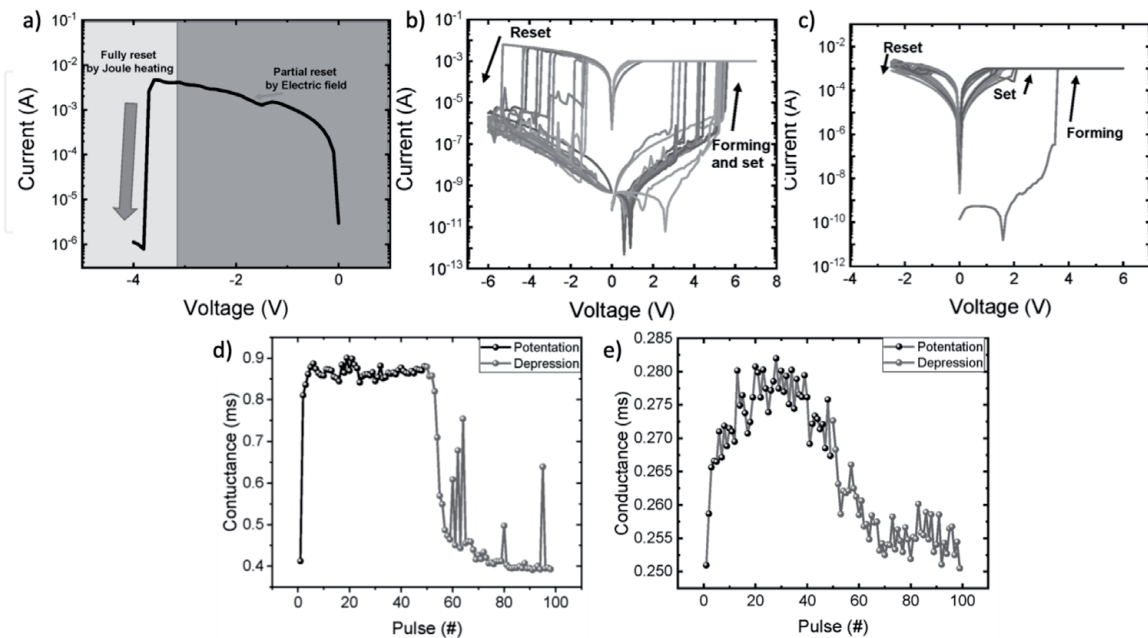 a)
10⁻¹
10⁻²
10⁻³
10⁻⁴
10⁻⁵
10⁻⁶
Current (A)
Fully reset
by Joule heating
Partial reset
by Electric field
-4
-2
0
Voltage (V)
b)
10⁻¹
10⁻³
10⁻⁵
10⁻⁷
10⁻⁹
10⁻¹¹
10⁻¹³
Current (A)
Reset
Forming
and set
-6
-4
-2
0
2
4
6
8
Voltage (V)
c)
10⁻²
10⁻⁴
10⁻⁶
10⁻⁸
10⁻¹⁰
10⁻¹²
Current (A)
Reset
Set
Forming
-4
-2
0
2
4
6
Voltage (V)
d)
0.9
0.8
0.7
0.6
0.5
0.4
Contuctance (ms)
Potentation
Depression
0
20
40
60
80
100
Pulse (#)
e)
0.285
0.280
0.275
0.270
0.265
0.260
0.255
0.250
Conductance (ms)
Potentation
Depression
0
20
40
60
80
100
Pulse (#)